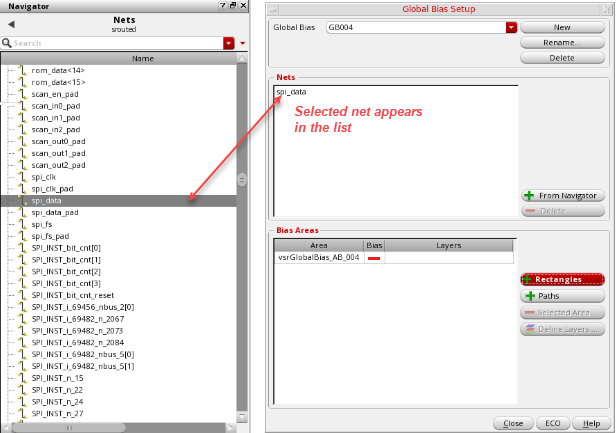 Navigator
Nets
srouted
Search
Name
rom_data<14>
rom_data<15>
scan_en_pad
scan_in0_pad
scan_in1_pad
scan_in2_pad
scan_out0_pad
scan_out1_pad
scan_out2_pad
spi_clk
spi_clk_pad
spi_data
spi_data_pad
spi_fs
spi_fs_pad
SPI_INST_bit_cnt[0]
SPI_INST_bit_cnt[1]
SPI_INST_bit_cnt[2]
SPI_INST_bit_cnt[3]
SPI_INST_bit_cnt_reset
SPI_INST_i_69456_nbus_2[0]
SPI_INST_i_69482_n_2067
SPI_INST_i_69482_n_2073
SPI_INST_i_69482_n_2084
SPI_INST_i_69482_nbus_5[0]
SPI_INST_i_69482_nbus_5[1]
SPI_INST_n_15
SPI_INST_n_22
SPI_INST_n_24
SPI_INST_n_27
Global Bias Setup
Global Bias GB004
New
Rename...
Delete
Nets
spi_data
Selected net appears
in the list
From Navigator
Delete
Bias Areas
Area Bias Layers
vsrGlobalBias_AB_004
Rectangles
Paths
Selected Area
Define Layers ...
Close ECO Help